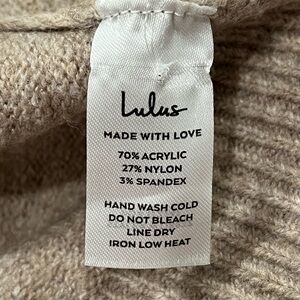 Lulus
MADE WITH LOVE
70% ACRYLIC
27% NYLON
3% SPANDEX
HAND WASH COLD
DO NOT BLEACH
LINE DRY
IRON LOW HEAT